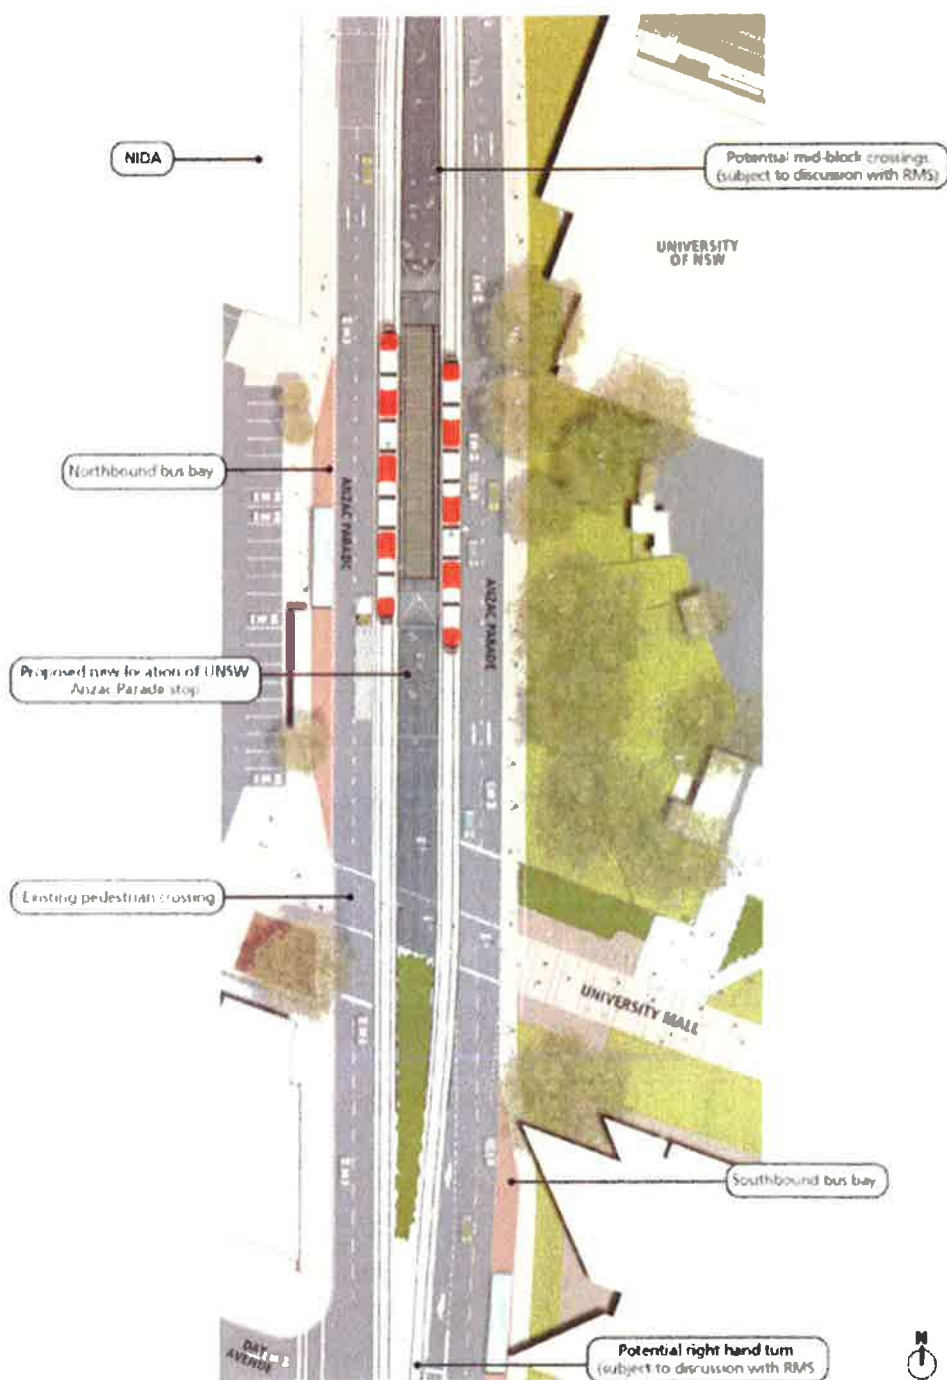 NIDA
Potential mid-block crossings
(subject to discussion with RMS)
UNIVERSITY
OF NSW
Northbound bus bay
ANZAC PARADE
ANZAC PARADE
Proposed new location of UNSW
Anzac Parade stop
Existing pedestrian crossing
UNIVERSITY MALL
Southbound bus bay
DAY
AVENUE
Potential right hand turn
(subject to discussion with RMS
N